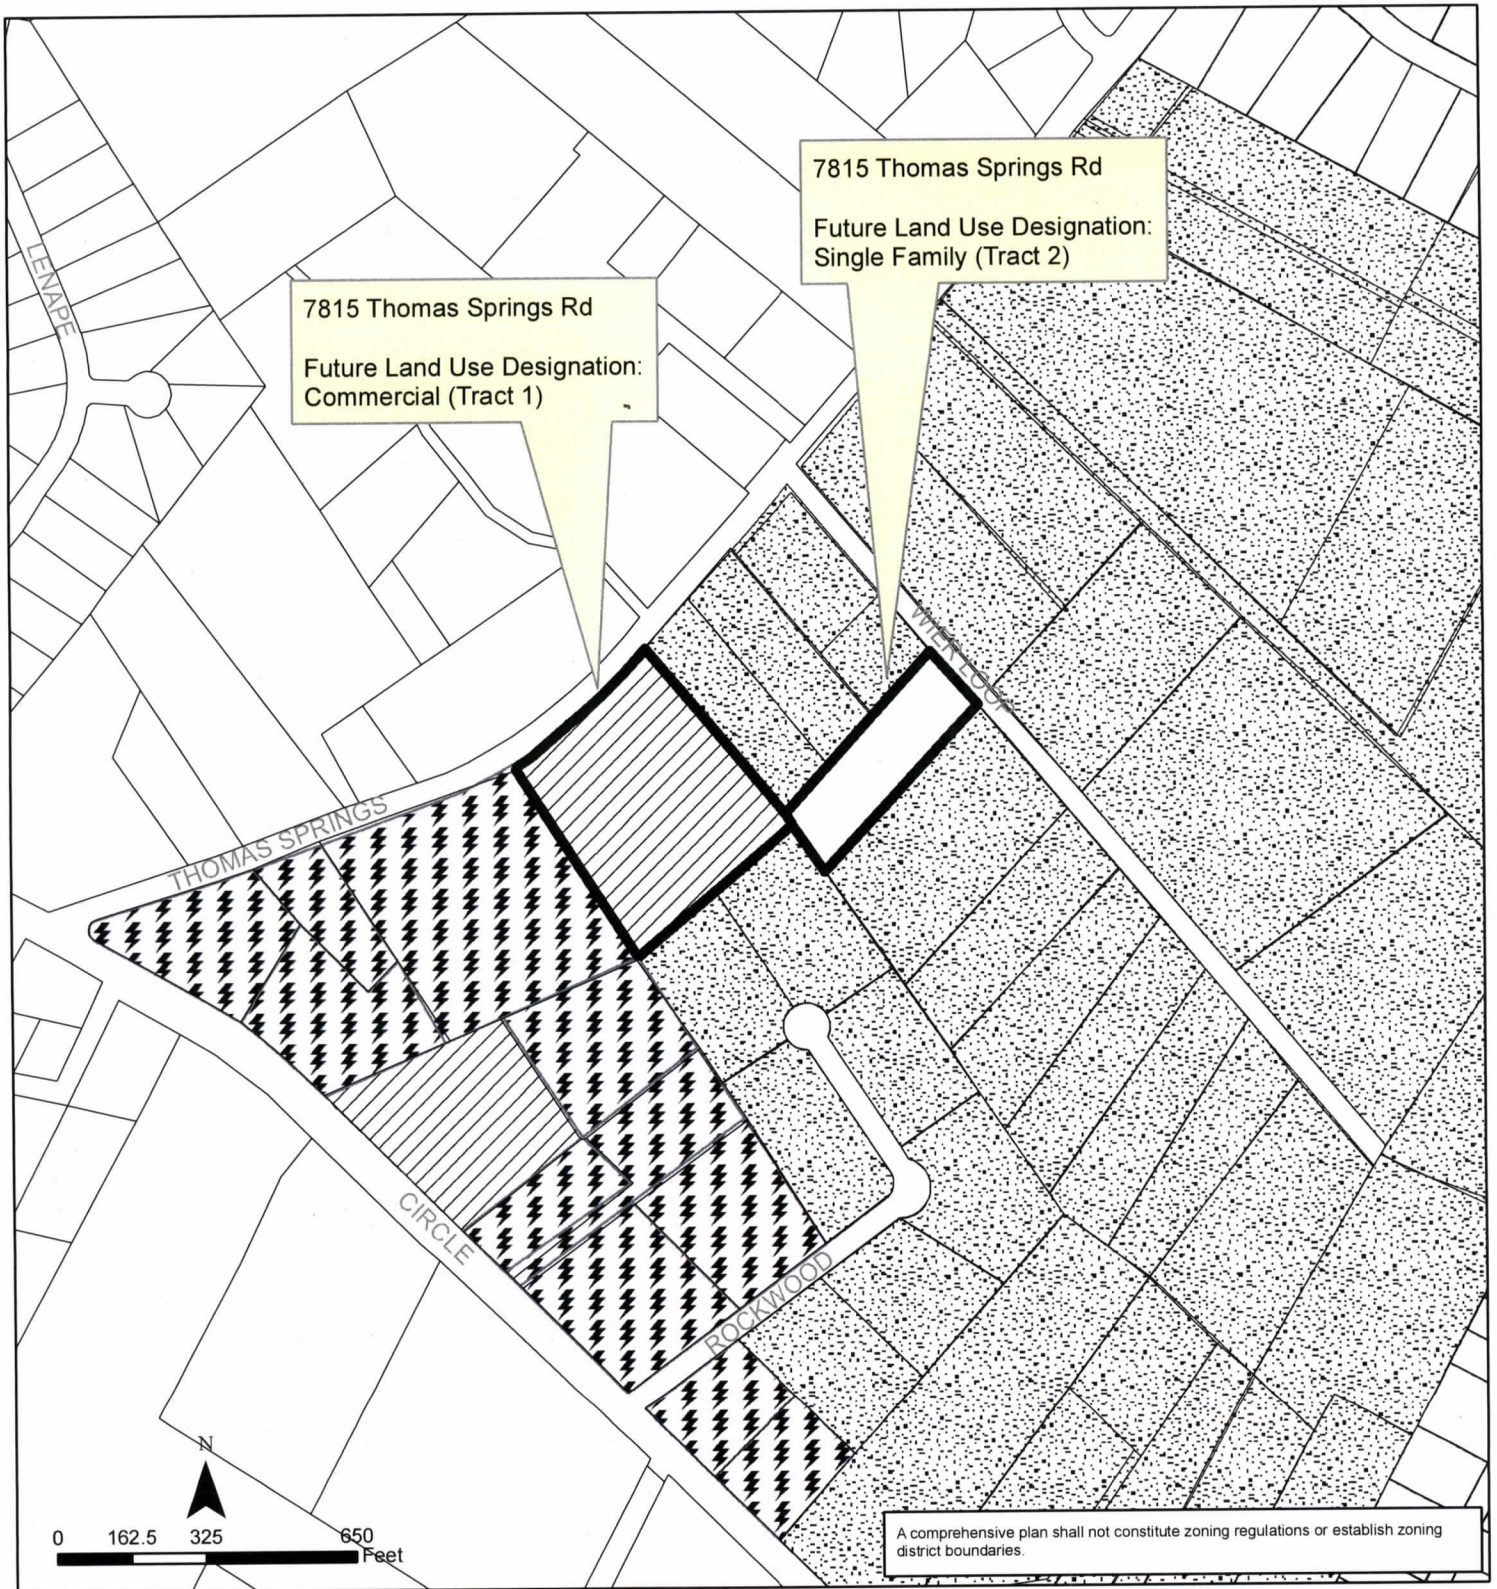 7815 Thomas Springs Rd
Future Land Use Designation:
Single Family (Tract 2)
7815 Thomas Springs Rd
Future Land Use Designation:
Commercial (Tract 1)
LENAPE
WIER LOOP
THOMAS SPRINGS
CIRCLE
ROCKWOOD
N
0 162.5 325 650
Feet
A comprehensive plan shall not constitute zoning regulations or establish zoning
district boundaries.